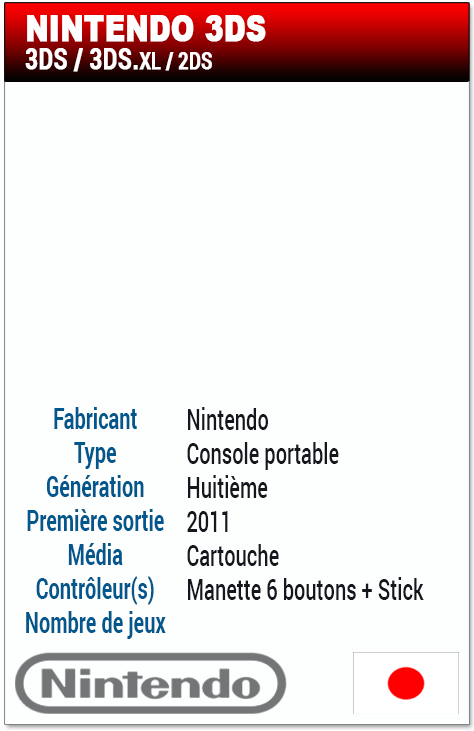 NINTENDO 3DS
3DS / 3DS.XL / 2DS
Fabricant Nintendo
Type Console portable
Génération Huitième
Première sortie 2011
Média Cartouche
Contrôleur(s) Manette 6 boutons + Stick
Nombre de jeux
Nintendo